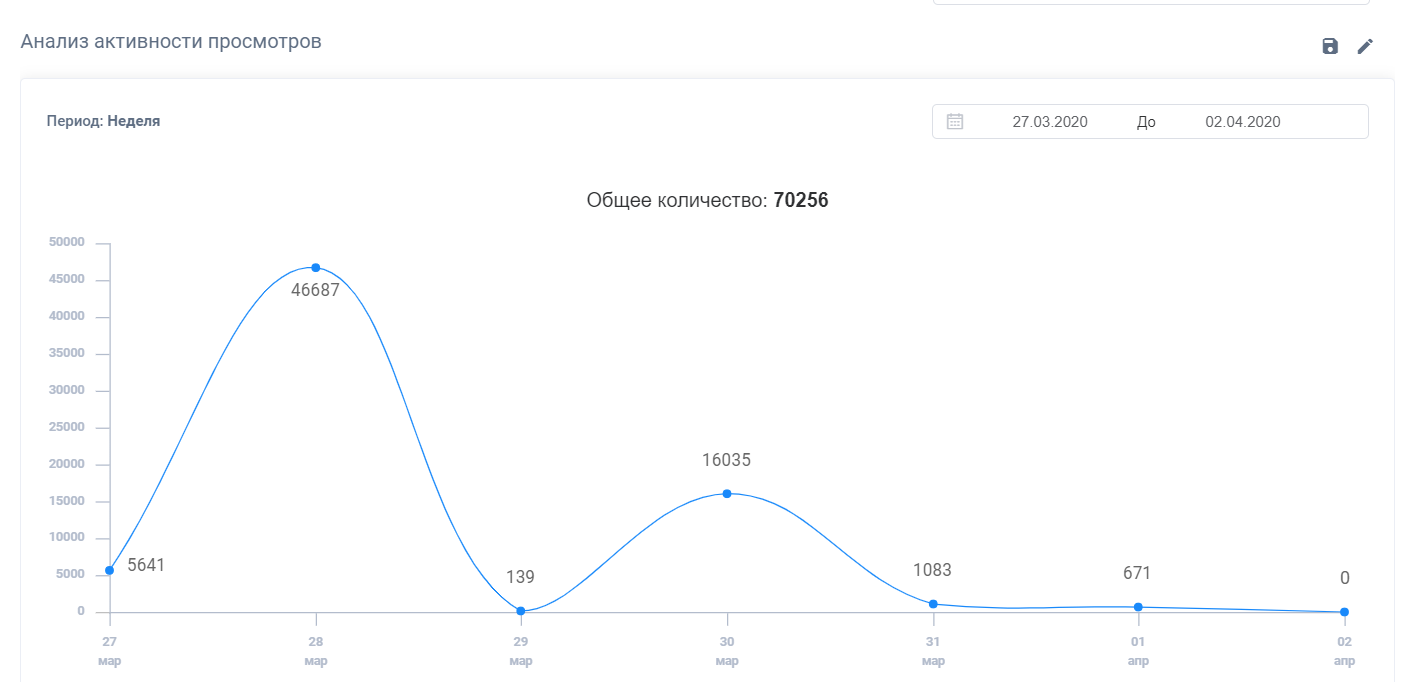 Анализ активности просмотров
Период: Неделя
27.03.2020 До 02.04.2020
Общее количество: 70256
50000
45000
40000
35000
30000
25000
20000
15000
10000
5000
0
5641
46687
139
16035
1083
671
0
27 мар
28 мар
29 мар
30 мар
31 мар
01 апр
02 апр